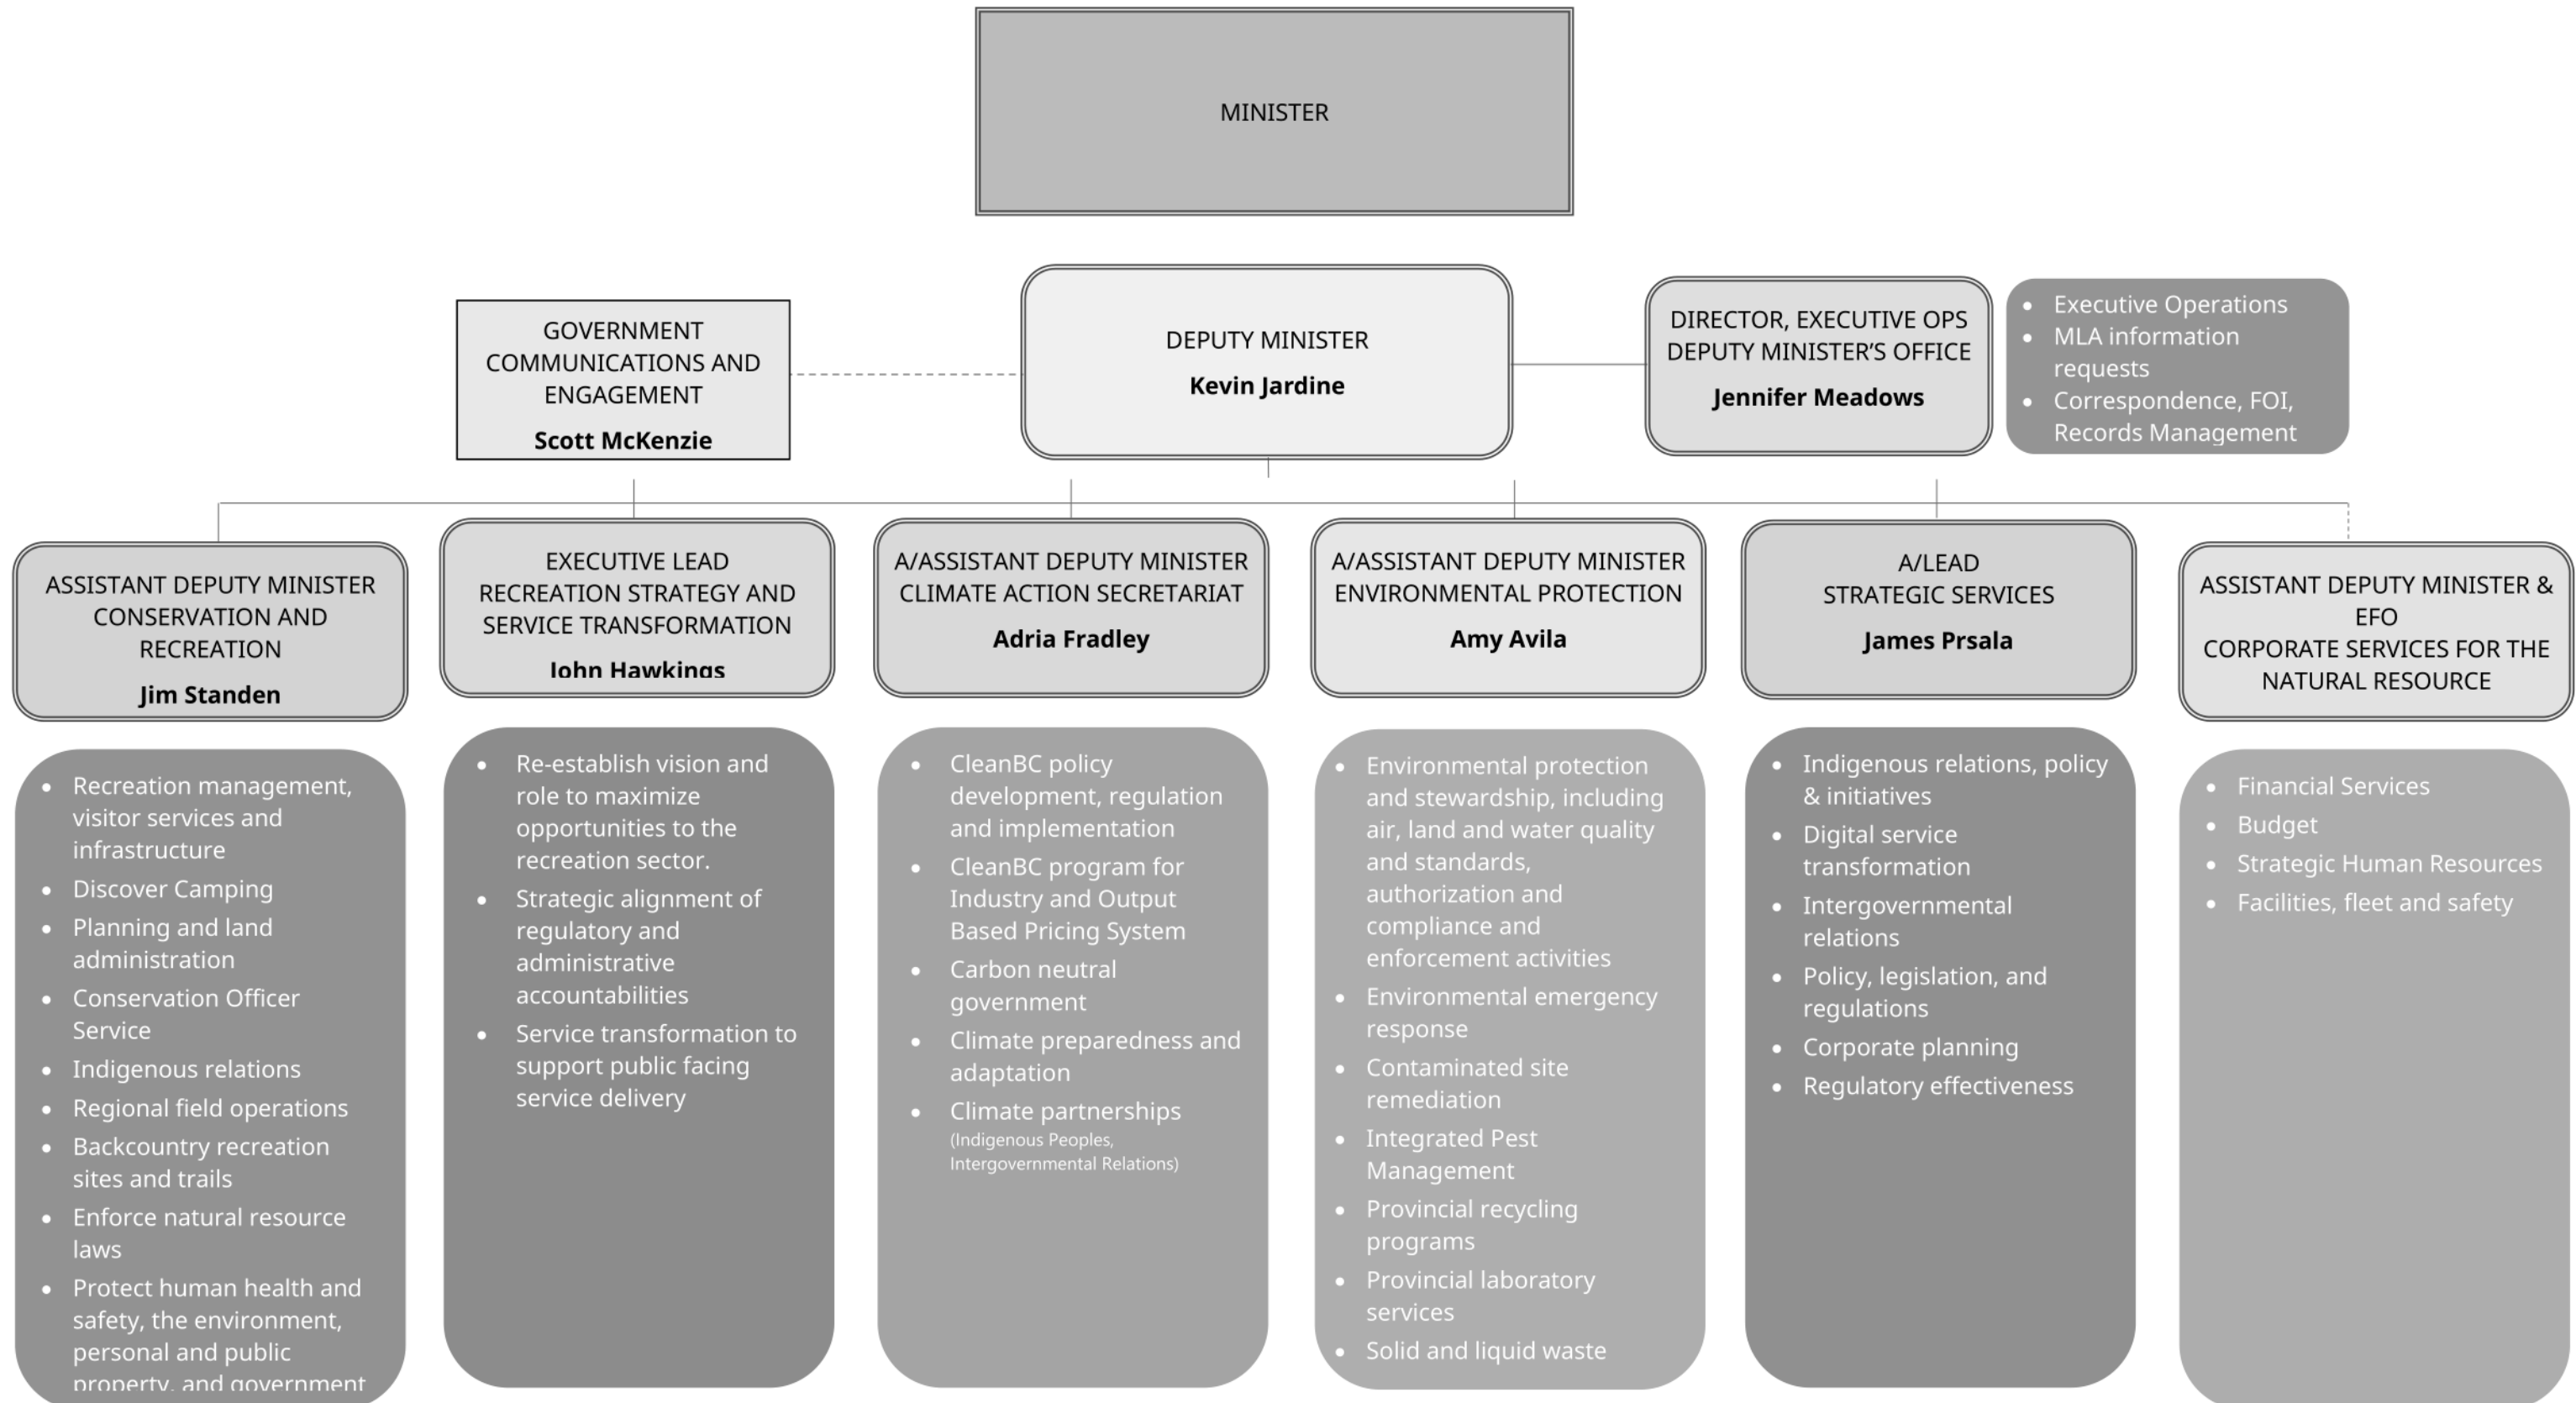 MINISTER
GOVERNMENT
COMMUNICATIONS AND
ENGAGEMENT
Scott McKenzie
DEPUTY MINISTER
Kevin Jardine
DIRECTOR, EXECUTIVE OPS
DEPUTY MINISTER’S OFFICE
Jennifer Meadows
• Executive Operations
• MLA information
requests
• Correspondence, FOI,
Records Management
ASSISTANT DEPUTY MINISTER
CONSERVATION AND
RECREATION
Jim Standen
EXECUTIVE LEAD
RECREATION STRATEGY AND
SERVICE TRANSFORMATION
John Hawkings
A/ASSISTANT DEPUTY MINISTER
CLIMATE ACTION SECRETARIAT
Adria Fradley
A/ASSISTANT DEPUTY MINISTER
ENVIRONMENTAL PROTECTION
Amy Avila
A/LEAD
STRATEGIC SERVICES
James Prsala
ASSISTANT DEPUTY MINISTER &
EFO
CORPORATE SERVICES FOR THE
NATURAL RESOURCE
• Recreation management,
visitor services and
infrastructure
• Discover Camping
• Planning and land
administration
• Conservation Officer
Service
• Indigenous relations
• Regional field operations
• Backcountry recreation
sites and trails
• Enforce natural resource
laws
• Protect human health and
safety, the environment,
personal and public
property, and government
• Re-establish vision and
role to maximize
opportunities to the
recreation sector.
• Strategic alignment of
regulatory and
administrative
accountabilities
• Service transformation to
support public facing
service delivery
• CleanBC policy
development, regulation
and implementation
• CleanBC program for
Industry and Output
Based Pricing System
• Carbon neutral
government
• Climate preparedness and
adaptation
• Climate partnerships
(Indigenous Peoples,
Intergovernmental Relations)
• Environmental protection
and stewardship, including
air, land and water quality
and standards,
authorization and
compliance and
enforcement activities
• Environmental emergency
response
• Contaminated site
remediation
• Integrated Pest
Management
• Provincial recycling
programs
• Provincial laboratory
services
• Solid and liquid waste
• Indigenous relations, policy
& initiatives
• Digital service
transformation
• Intergovernmental
relations
• Policy, legislation, and
regulations
• Corporate planning
• Regulatory effectiveness
• Financial Services
• Budget
• Strategic Human Resources
• Facilities, fleet and safety